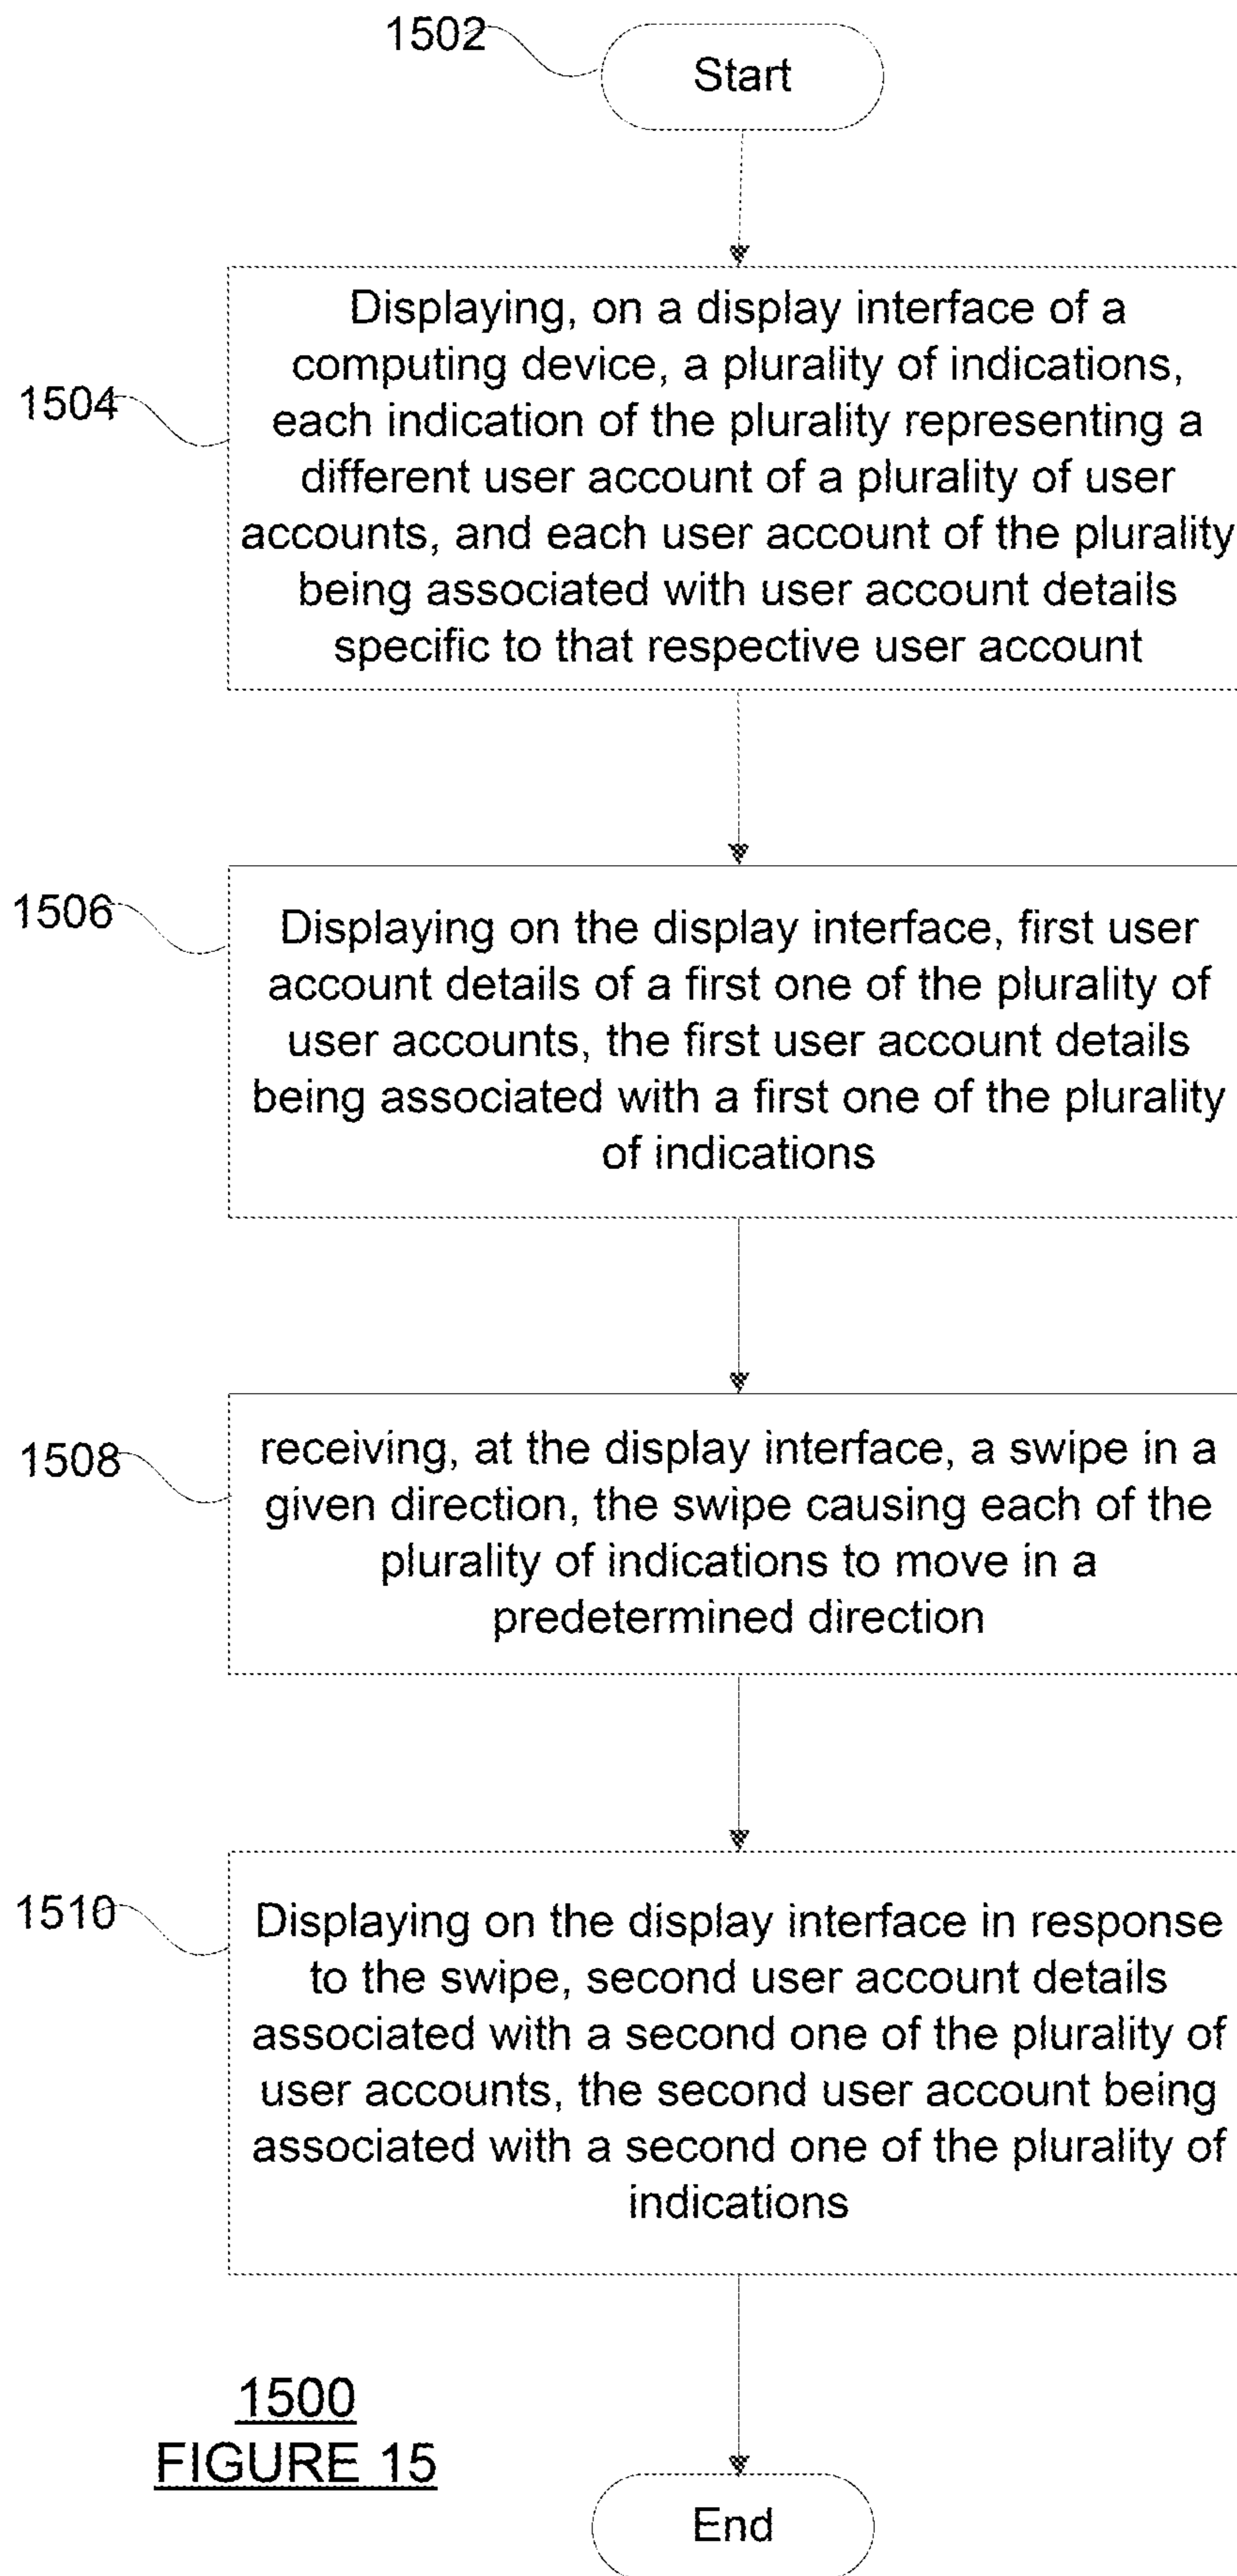 1502
Start
1504
Displaying, on a display interface of a
computing device, a plurality of indications,
each indication of the plurality representing a
different user account of a plurality of user
accounts, and each user account of the plurality
being associated with user account details
specific to that respective user account
1506
Displaying on the display interface, first user
account details of a first one of the plurality of
user accounts, the first user account details
being associated with a first one of the plurality
of indications
1508
receiving, at the display interface, a swipe in a
given direction, the swipe causing each of the
plurality of indications to move in a
predetermined direction
1510
Displaying on the display interface in response
to the swipe, second user account details
associated with a second one of the plurality of
user accounts, the second user account being
associated with a second one of the plurality of
indications
1500
FIGURE 15
End